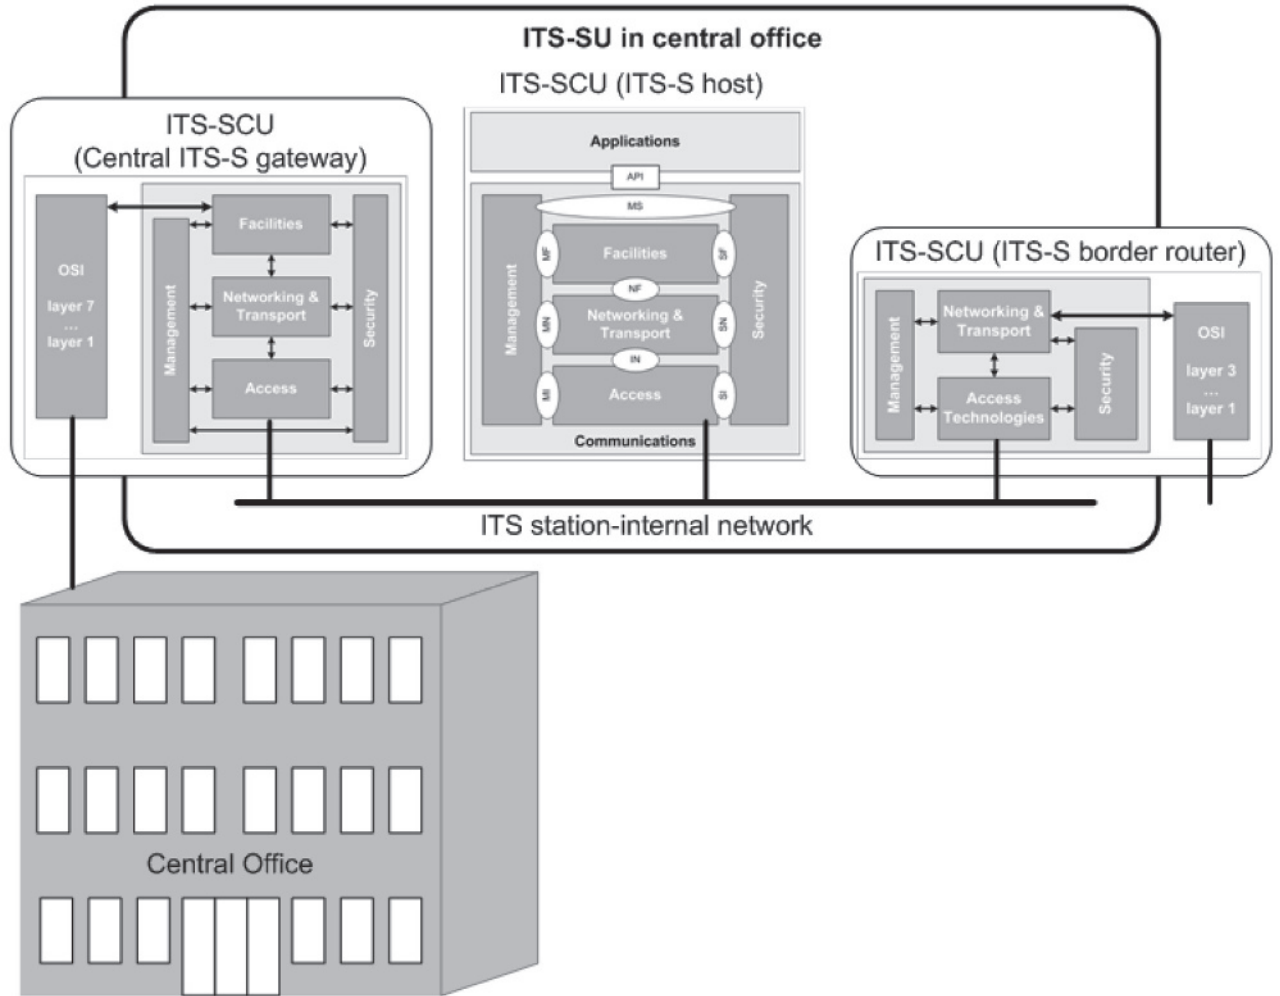 ITS-SU in central office
ITS-SCU (ITS-S host)
ITS-SCU
(Central ITS-S gateway)
OSI
layer 7
...
layer 1
Management
Facilities
Networking &
Transport
Access
Security
Applications
API
MS
Management
MF
Facilities
SF
NF
MN
Networking &
Transport
SN
IN
MI
Access
SI
Security
Communications
ITS-SCU (ITS-S border router)
Management
Networking &
Transport
Access
Technologies
Security
OSI
layer 3
...
layer 1
ITS station-internal network
Central Office